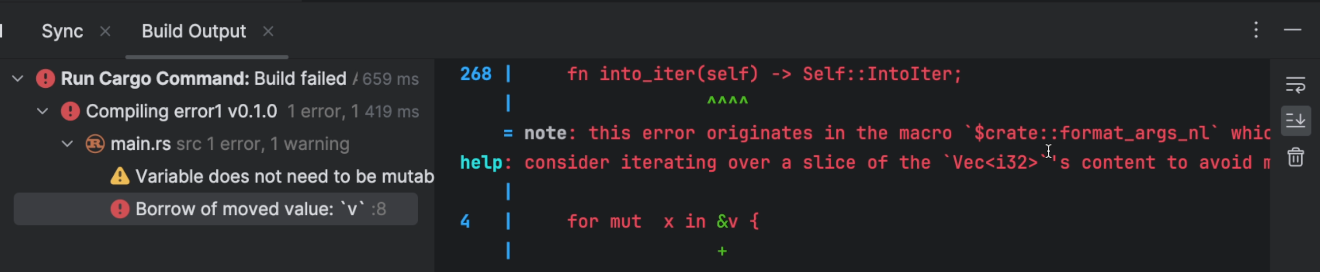 Sync
Build Output
Run Cargo Command: Build failed 659 ms
Compiling error1 v0.1.0 1 error, 1 419 ms
main.rs src 1 error, 1 warning
Variable does not need to be mutab
Borrow of moved value: `v` :8
268 | fn into_iter(self) -> Self::IntoIter;
| ^^^^
= note: this error originates in the macro `$crate::format_args_nl` whic
help: consider iterating over a slice of the `Vec<i32>`'s content to avoid m
|
4 | for mut x in &v {
| +